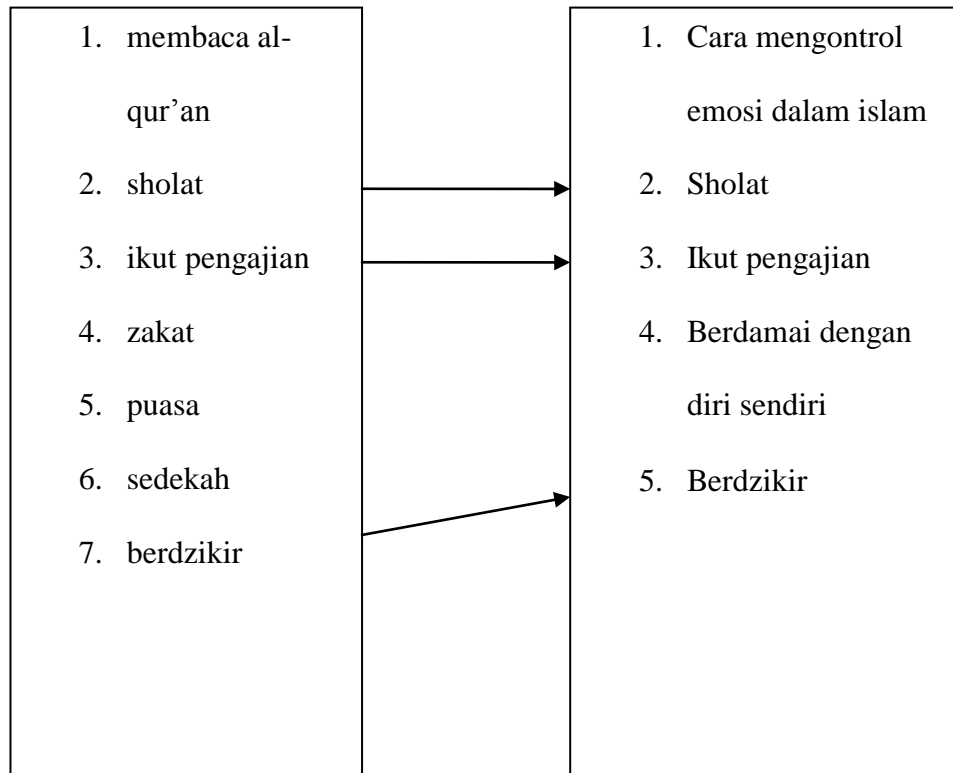 1. membaca al-
qur’an
2. sholat
3. ikut pengajian
4. zakat
5. puasa
6. sedekah
7. berdzikir
1. Cara mengontrol
emosi dalam islam
2. Sholat
3. Ikut pengajian
4. Berdamai dengan
diri sendiri
5. Berdzikir